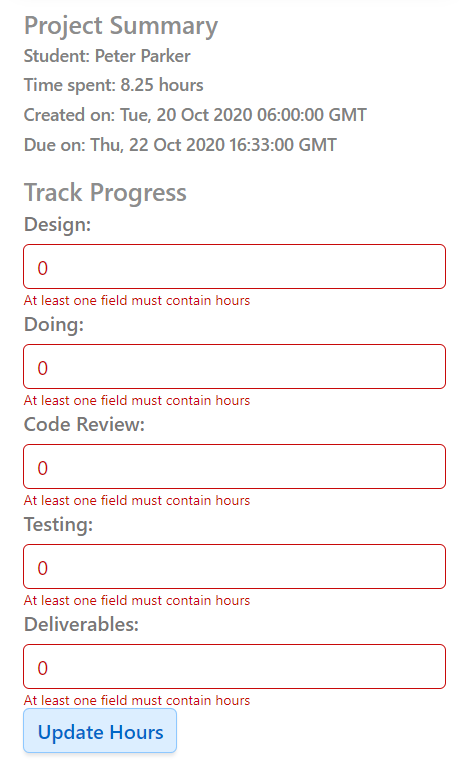 Project Summary
Student: Peter Parker
Time spent: 8.25 hours
Created on: Tue, 20 Oct 2020 06:00:00 GMT
Due on: Thu, 22 Oct 2020 16:33:00 GMT
Track Progress
Design:
0
At least one field must contain hours
Doing:
0
At least one field must contain hours
Code Review:
0
At least one field must contain hours
Testing:
0
At least one field must contain hours
Deliverables:
0
At least one field must contain hours
Update Hours